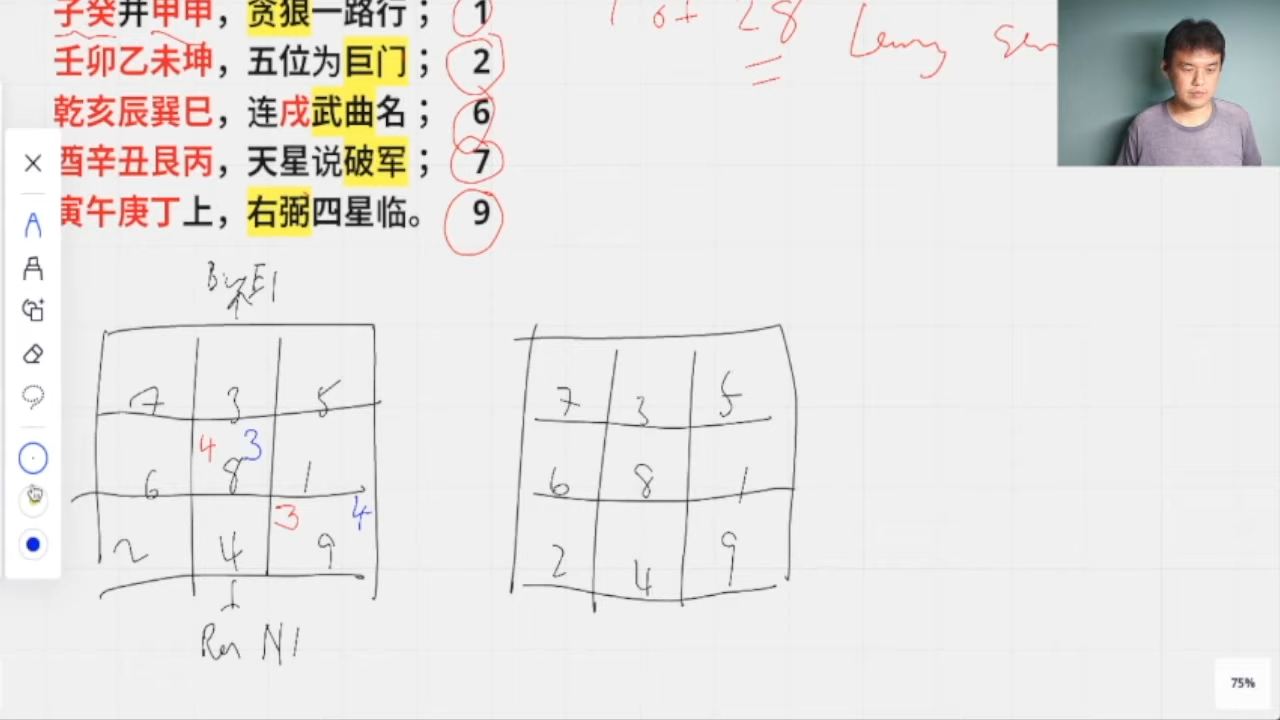 子癸并甲申，贪狼一路行； 1
1 of 28
壬卯乙未坤，五位为巨门； 2
乾亥辰巽巳，连戌武曲名； 6
酉辛丑艮丙，天星说破军； 7
寅午庚丁上，右弼四星临。 9
7 3 5
7 3 5
4 3
6 8 1
6 8 1
3 4
2 4 9
2 4 9
Ren N1
75%